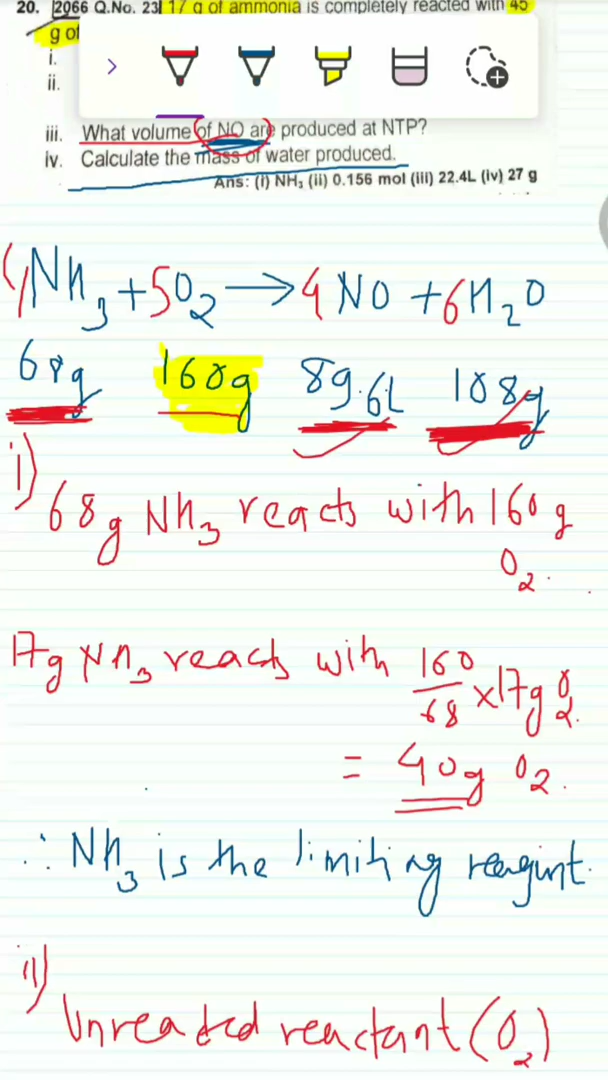 20. 2066 Q.No. 23 17 g of ammonia is completely reacted with 45
g of
i.
ii.
iii. What volume of NO are produced at NTP?
iv. Calculate the mass of water produced.
Ans: (i) NH₃ (ii) 0.156 mol (iii) 22.4L (iv) 27 g
4NH₃ + 5O₂ → 4NO + 6H₂O
68g 160g 89.6L 108g
i)
68g NH₃ reacts with 160g
O₂.
17g NH₃ reacts with 160/68 × 17g O₂
= 40g O₂.
∴ NH₃ is the limiting reagint.
ii)
Unreacted reactant (O₂)